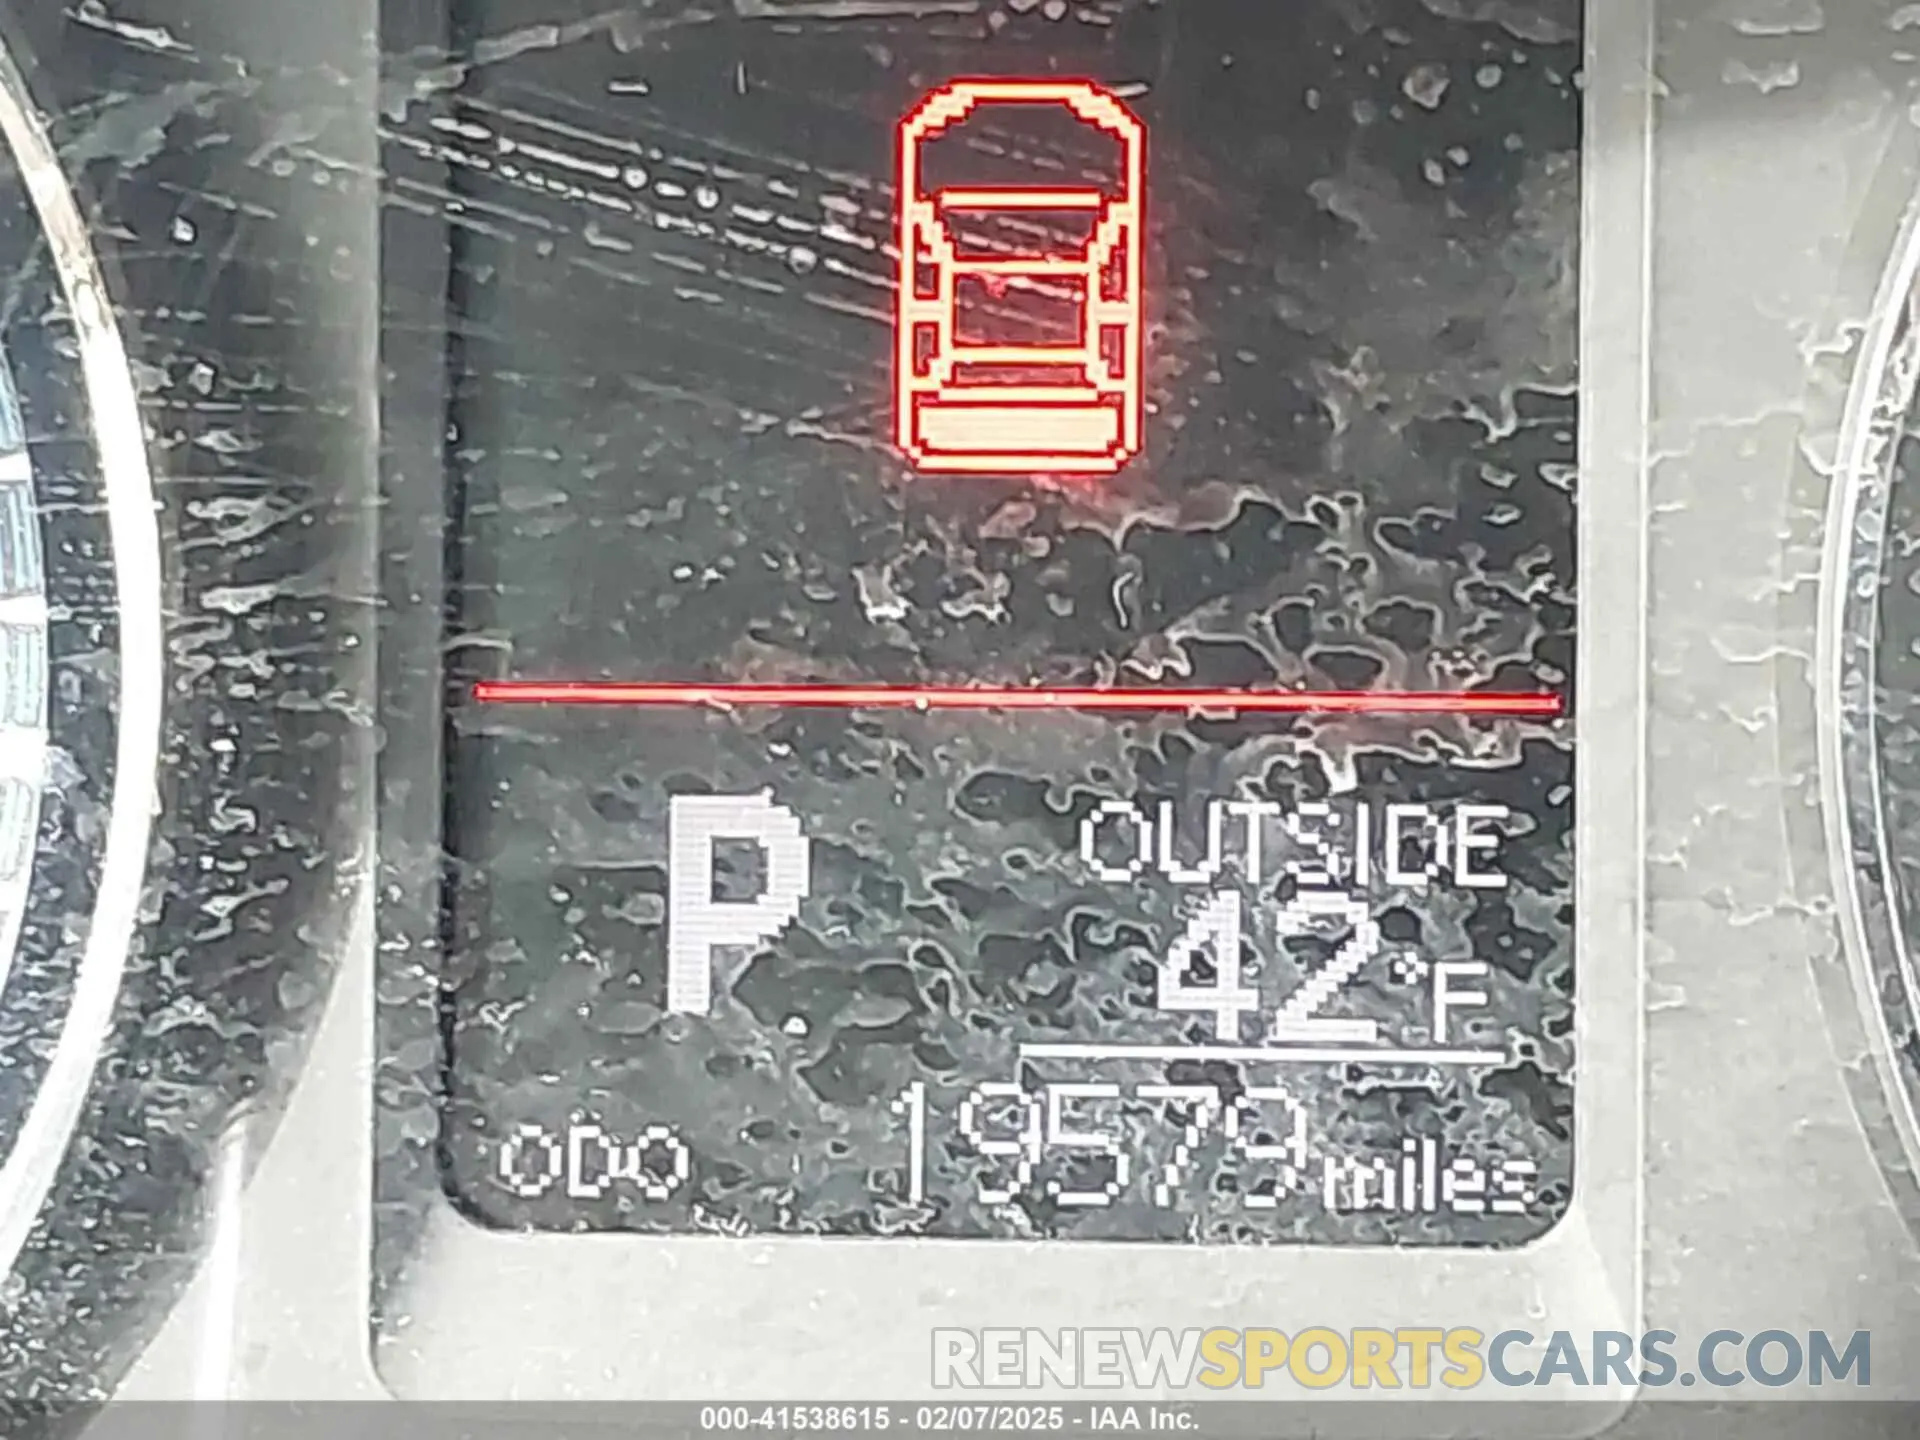 P
OUTSIDE
42°F
ODO 19579 miles
RENEWSPORTSCARS.COM
000-41538615 - 02/07/2025 - IAA Inc.